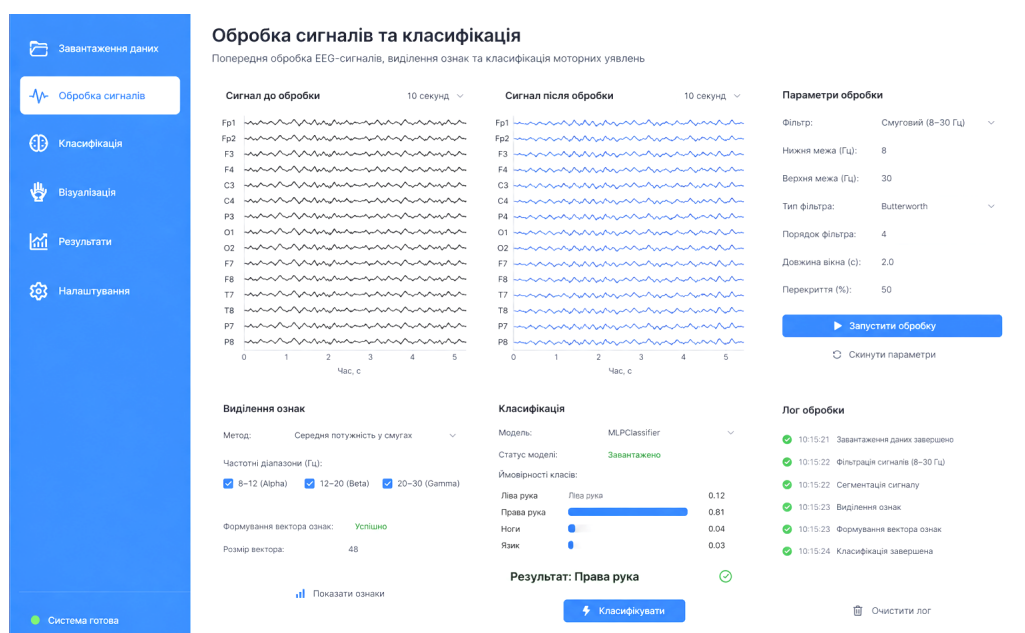 Завантаження даних
Обробка сигналів
Класифікація
Візуалізація
Результати
Налаштування
Система готова
Обробка сигналів та класифікація
Попередня обробка EEG-сигналів, виділення ознак та класифікація моторних уявлень
Сигнал до обробки 10 секунд
Fp1
Fp2
F3
F4
C3
C4
P3
O1
O2
F7
F8
T7
T8
P7
P8
0 1 2 3 4 5
Час, с
Сигнал після обробки 10 секунд
Fp1
Fp2
F3
F4
C3
C4
P4
O1
O2
F7
F8
T7
T8
P7
P8
0 1 2 3 4 5
Час, с
Параметри обробки
Фільтр: Смуговий (8–30 Гц)
Нижня межа (Гц): 8
Верхня межа (Гц): 30
Тип фільтра: Butterworth
Порядок фільтра: 4
Довжина вікна (с): 2.0
Перекриття (%): 50
Запустити обробку
Скинути параметри
Виділення ознак
Метод: Середня потужність у смугах
Частотні діапазони (Гц):
8–12 (Alpha) 12–20 (Beta) 20–30 (Gamma)
Формування вектора ознак: Успішно
Розмір вектора: 48
Показати ознаки
Класифікація
Модель: MLPClassifier
Статус моделі: Завантажено
Ймовірності класів:
Ліва рука Ліва рука 0.12
Права рука 0.81
Ноги 0.04
Язик 0.03
Результат: Права рука
Класифікувати
Лог обробки
10:15:21 Завантаження даних завершено
10:15:22 Фільтрація сигналів (8–30 Гц)
10:15:22 Сегментація сигналу
10:15:23 Виділення ознак
10:15:23 Формування вектора ознак
10:15:24 Класифікація завершена
Очистити лог